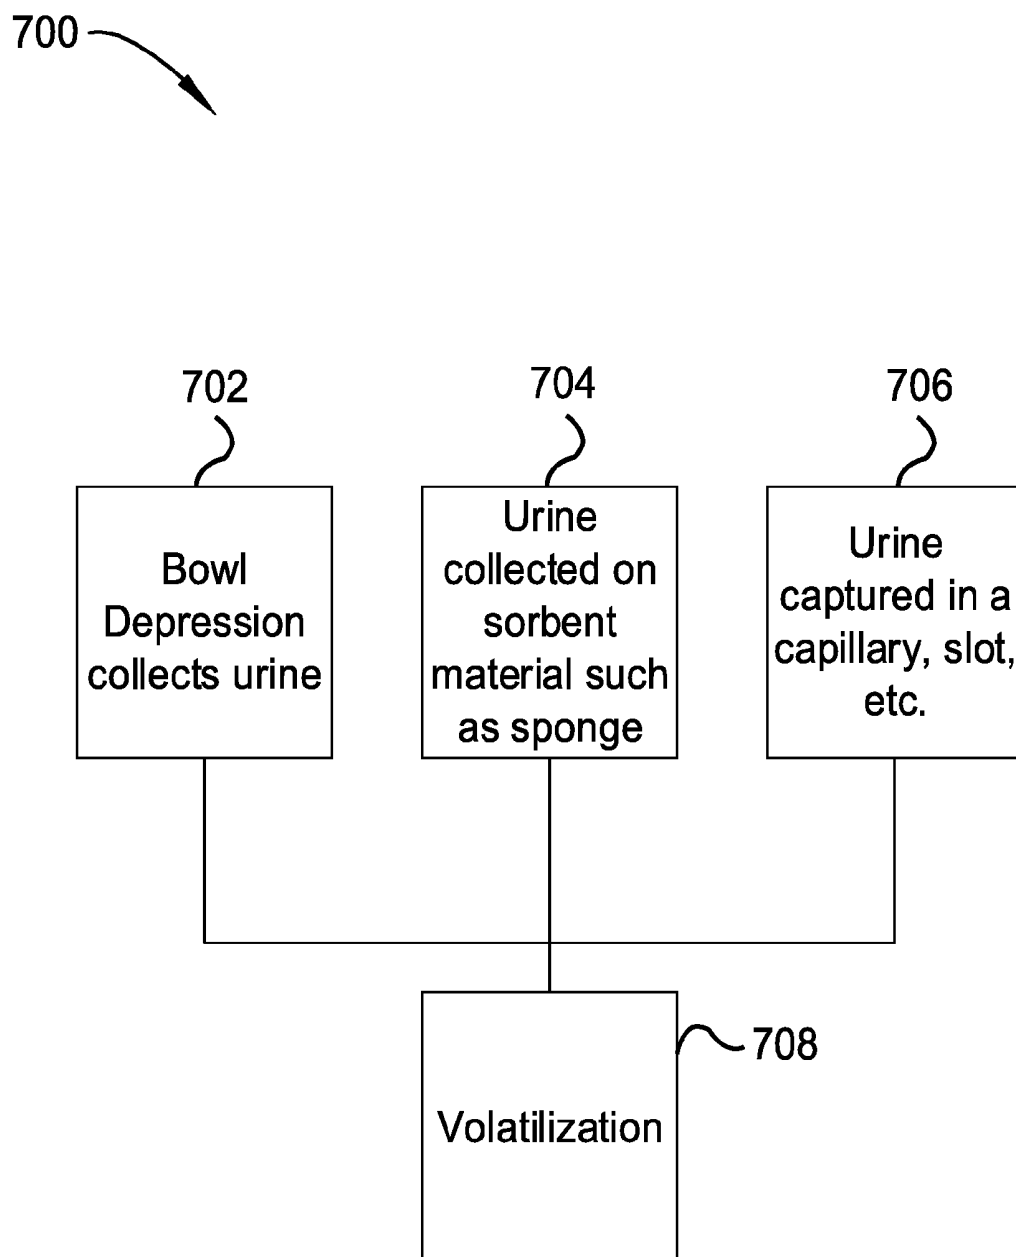 700
702
704
706
Bowl
Depression
collects urine
Urine
collected on
sorbent
material such
as sponge
Urine
captured in a
capillary, slot,
etc.
708
Volatilization